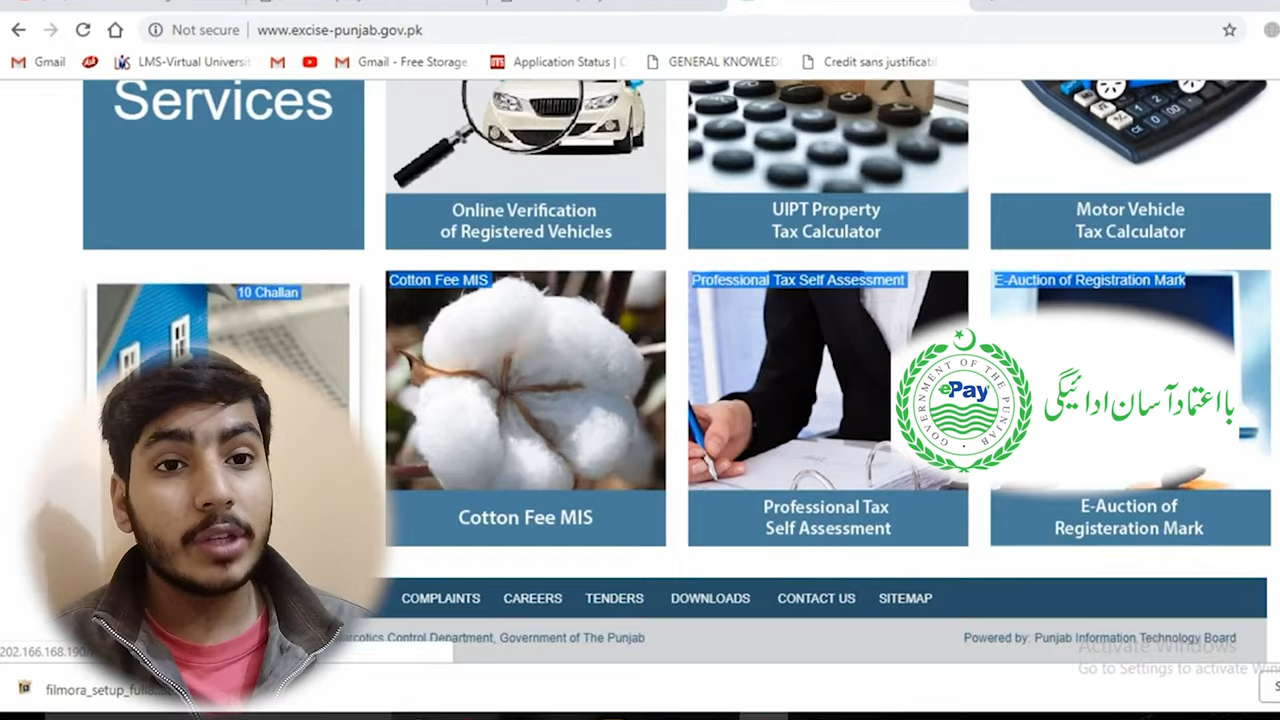 Not secure
www.excise-punjab.gov.pk
Gmail
LMS-Virtual Universit
Gmail - Free Storage
Application Status |
GENERAL KNOWLED
Credit sans justificati
Services
Online Verification
of Registered Vehicles
UIPT Property
Tax Calculator
Motor Vehicle
Tax Calculator
10 Challan
Cotton Fee MIS
Professional Tax Self Assessment
E-Auction of Registration Mark
GOVERNMENT OF THE PUNJAB
ePay
بااعتماد آسان ادائیگی
Cotton Fee MIS
Professional Tax
Self Assessment
E-Auction of
Registeration Mark
COMPLAINTS
CAREERS
TENDERS
DOWNLOADS
CONTACT US
SITEMAP
arcotics Control Department, Government of The Punjab
Powered by: Punjab Information Technology Board
202.166.168.190/
Activate Windows
Go to Settings to activate Win
filmora_setup_full8